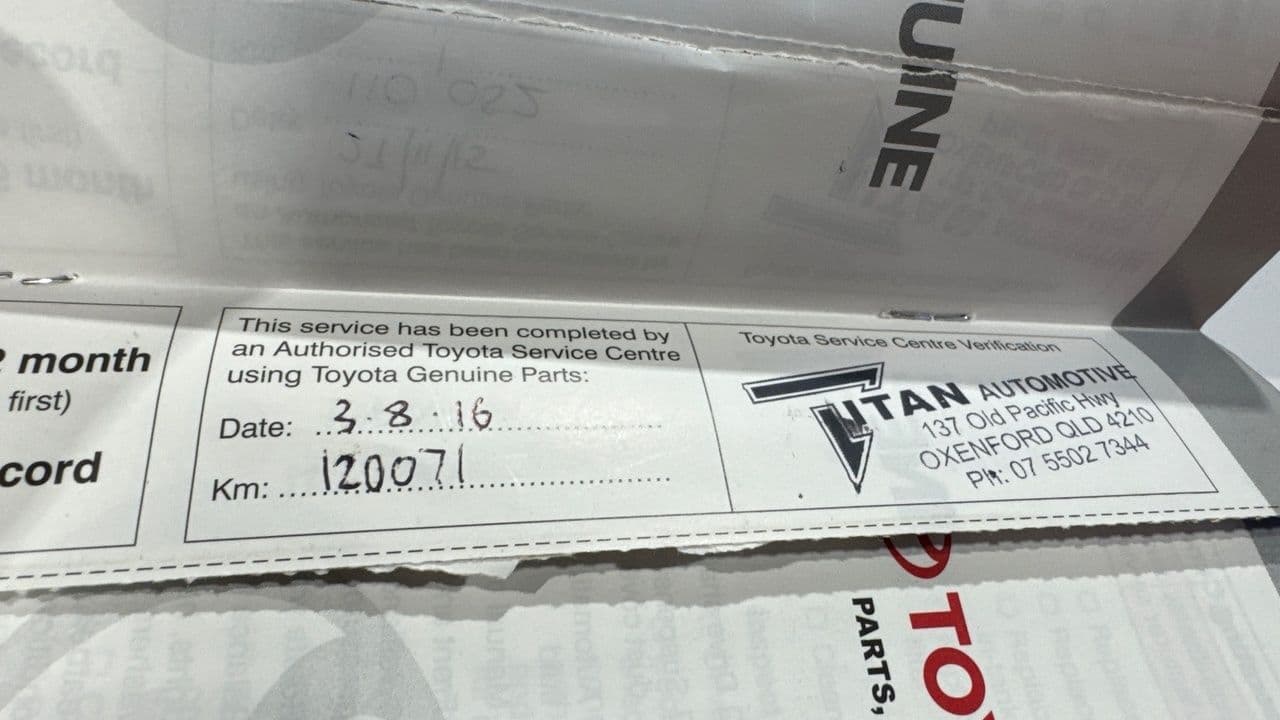 UINE
month
first)
cord
This service has been completed by
an Authorised Toyota Service Centre
using Toyota Genuine Parts:
Date: 3.8.16
Km: 120071
Toyota Service Centre Verification
TITAN AUTOMOTIVE
137 Old Pacific Hwy
OXENFORD QLD 4210
Ph: 07 5502 7344
TO
PARTS,